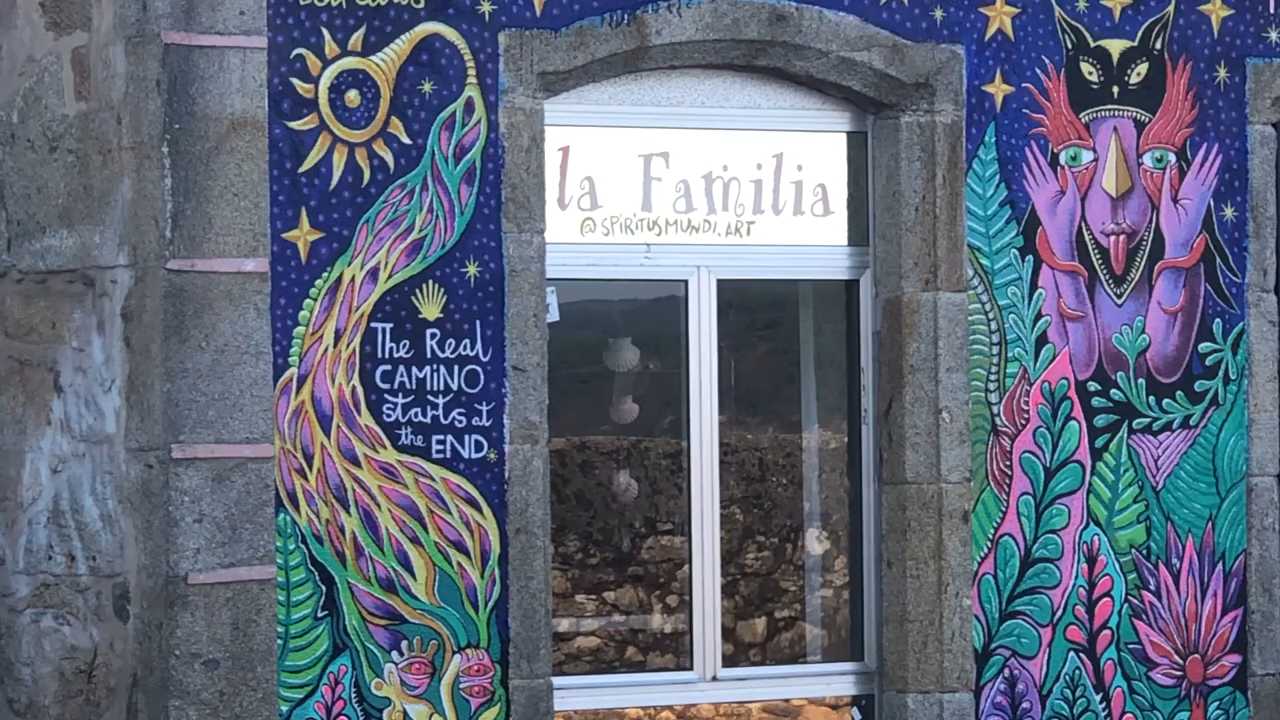 la Familia
@SPIRITUSMUNDI.ART
The Real
CAMINO
starts at
the END